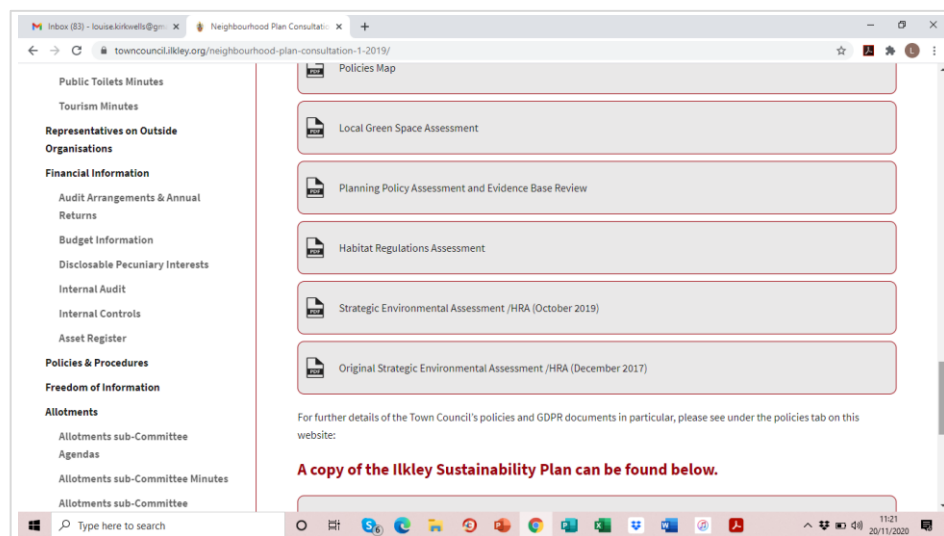 Inbox (83) - louise.kirkwells@gm
Neighbourhood Plan Consultatio
towncouncil.ilkley.org/neighbourhood-plan-consultation-1-2019/
L
Public Toilets Minutes
Tourism Minutes
Representatives on Outside
Organisations
Financial Information
Audit Arrangements & Annual
Returns
Budget Information
Disclosable Pecuniary Interests
Internal Audit
Internal Controls
Asset Register
Policies & Procedures
Freedom of Information
Allotments
Allotments sub-Committee
Agendas
Allotments sub-Committee Minutes
Allotments sub-Committee
PDF
Policies Map
PDF
Local Green Space Assessment
PDF
Planning Policy Assessment and Evidence Base Review
PDF
Habitat Regulations Assessment
PDF
Strategic Environmental Assessment /HRA (October 2019)
PDF
Original Strategic Environmental Assessment /HRA (December 2017)
For further details of the Town Council's policies and GDPR documents in particular, please see under the policies tab on this
website:
A copy of the Ilkley Sustainability Plan can be found below.
Type here to search
11:21
20/11/2020